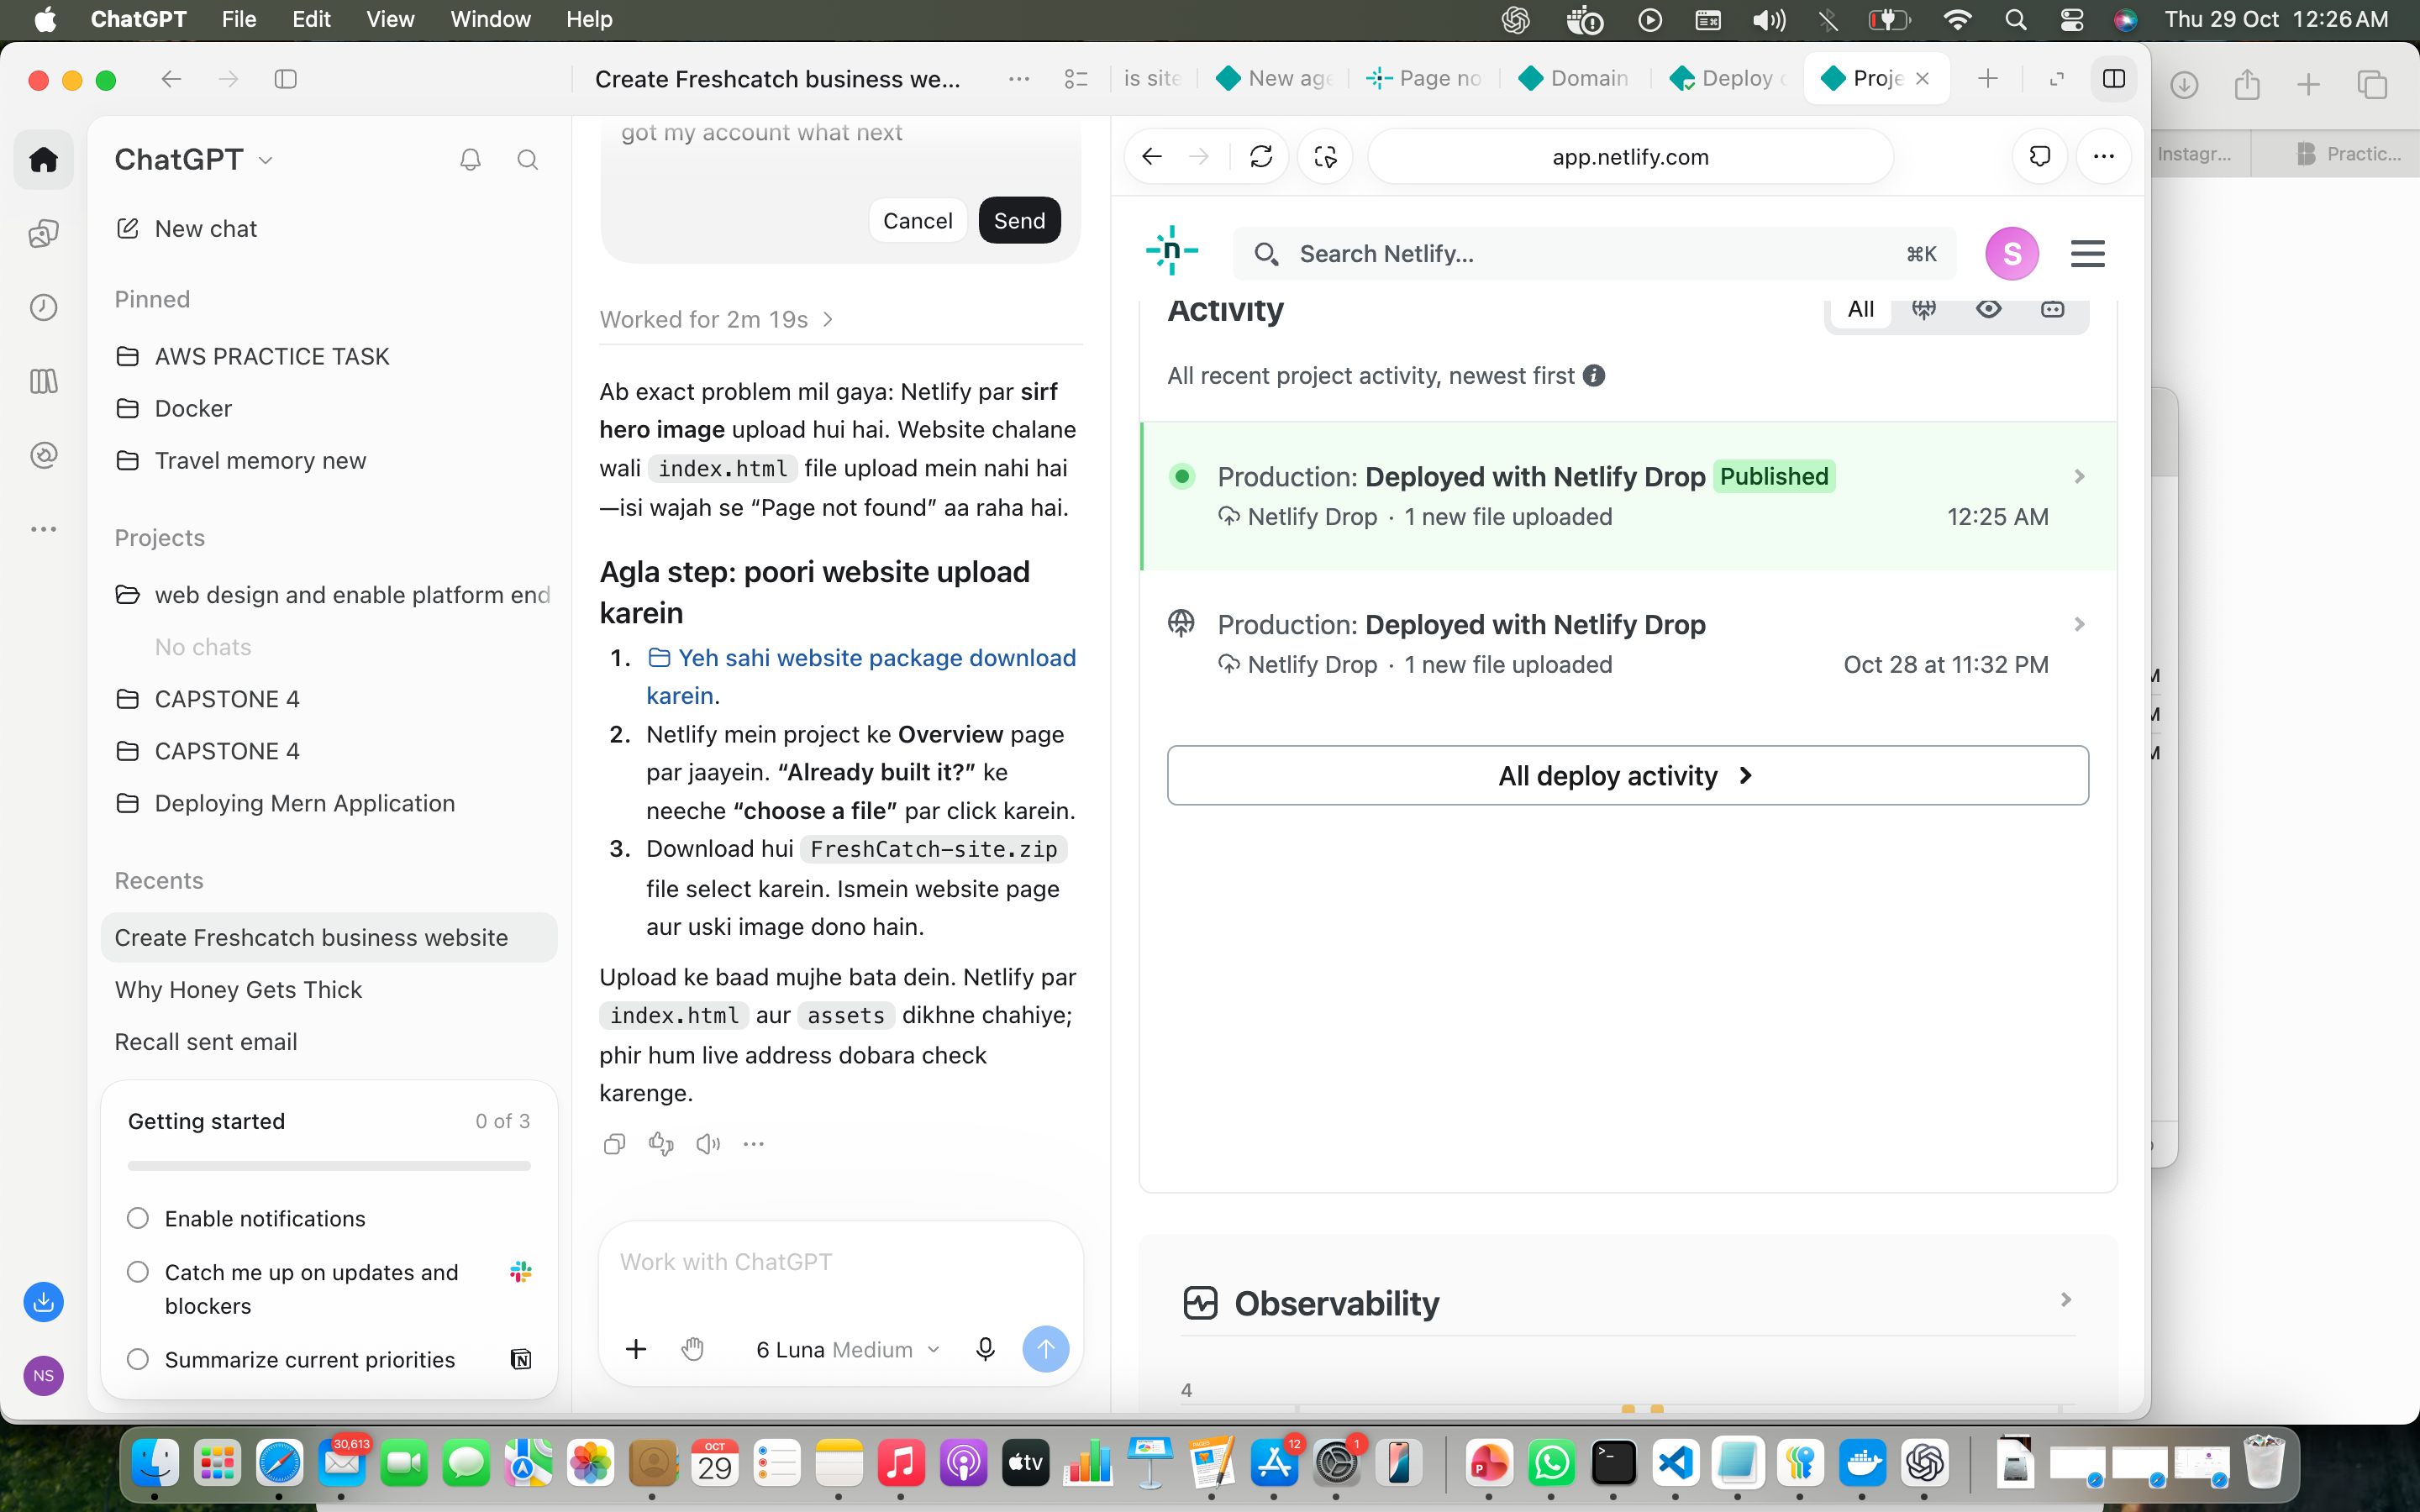 ChatGPT File Edit View Window Help
Thu 29 Oct 12:26 AM
Create Freshcatch business we...
is site
New age
Page no
Domain
Deploy
Proje
Instagr...
Practic...
ChatGPT
New chat
Pinned
AWS PRACTICE TASK
Docker
Travel memory new
Projects
web design and enable platform end
No chats
CAPSTONE 4
CAPSTONE 4
Deploying Mern Application
Recents
Create Freshcatch business website
Why Honey Gets Thick
Recall sent email
Getting started 0 of 3
Enable notifications
Catch me up on updates and
blockers
Summarize current priorities
NS
got my account what next
Cancel Send
Worked for 2m 19s
Ab exact problem mil gaya: Netlify par sirf
hero image upload hui hai. Website chalane
wali index.html file upload mein nahi hai
—isi wajah se “Page not found” aa raha hai.
Agla step: poori website upload
karein
1. Yeh sahi website package download
karein.
2. Netlify mein project ke Overview page
par jaayein. “Already built it?” ke
neeche “choose a file” par click karein.
3. Download hui FreshCatch-site.zip
file select karein. Ismein website page
aur uski image dono hain.
Upload ke baad mujhe bata dein. Netlify par
index.html aur assets dikhne chahiye;
phir hum live address dobara check
karenge.
Work with ChatGPT
6 Luna Medium
app.netlify.com
n
Search Netlify... ⌘K
S
Activity
All
All recent project activity, newest first
Production: Deployed with Netlify Drop Published
Netlify Drop · 1 new file uploaded 12:25 AM
Production: Deployed with Netlify Drop
Netlify Drop · 1 new file uploaded Oct 28 at 11:32 PM
All deploy activity
Observability
4
M
M
M
30,613
OCT
29
tv
12
1